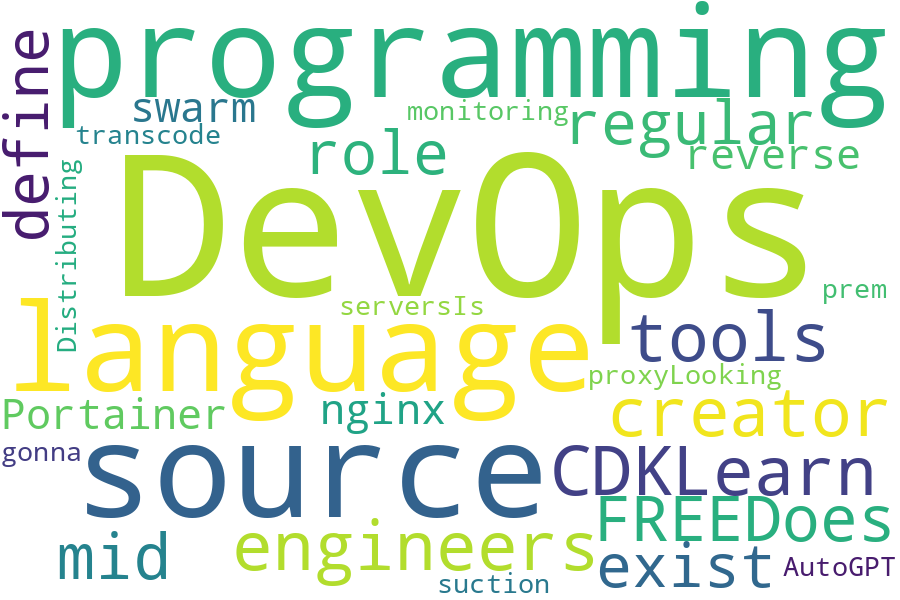 programming
define
swarm
monitoring
regular
transcode
role
reverse
DevOps
Distributing
prem
serversIs
language
tools
proxyLooking
Portainer
nginx
creator
gonna
source
CDKLearn
FREEDoes
mid
engineers
exist
AutoGPT
suction